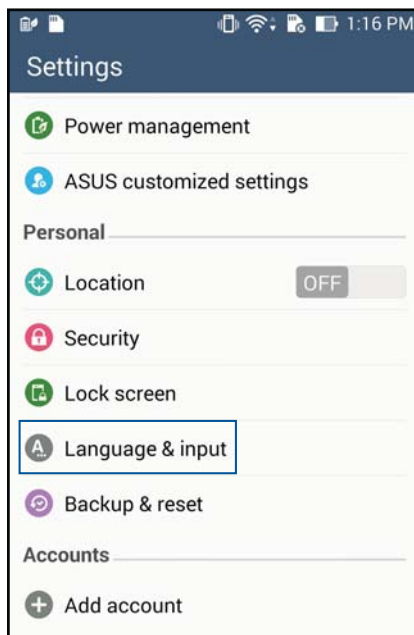 1:16 PM
Settings
Power management
ASUS customized settings
Personal
Location OFF
Security
Lock screen
Language & input
Backup & reset
Accounts
Add account